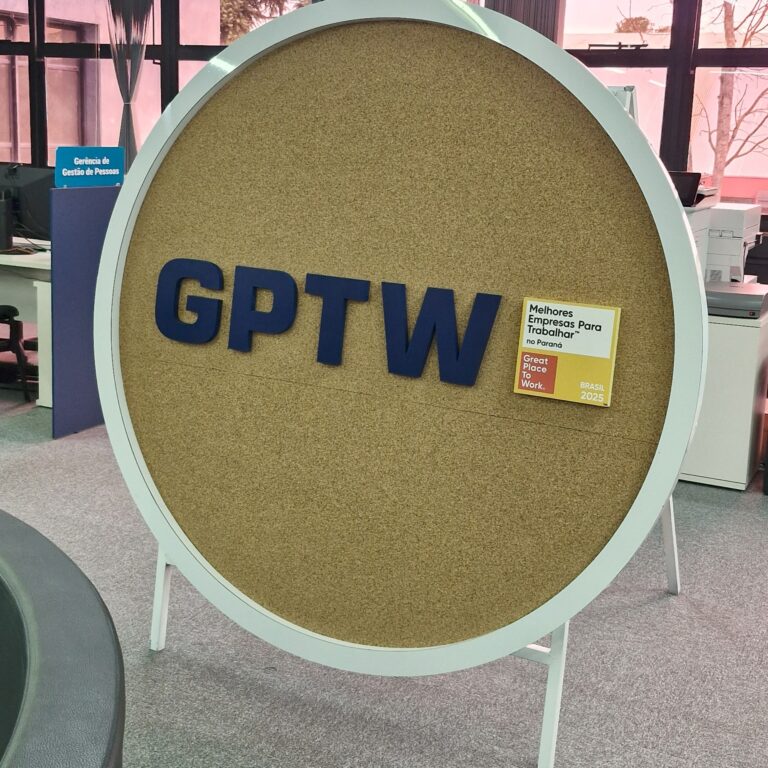 Gerência de
Gestão de Pessoas
GPTW
Melhores
Empresas Para
Trabalhar™
no Paraná
Great
Place
To
Work®
BRASIL
2025